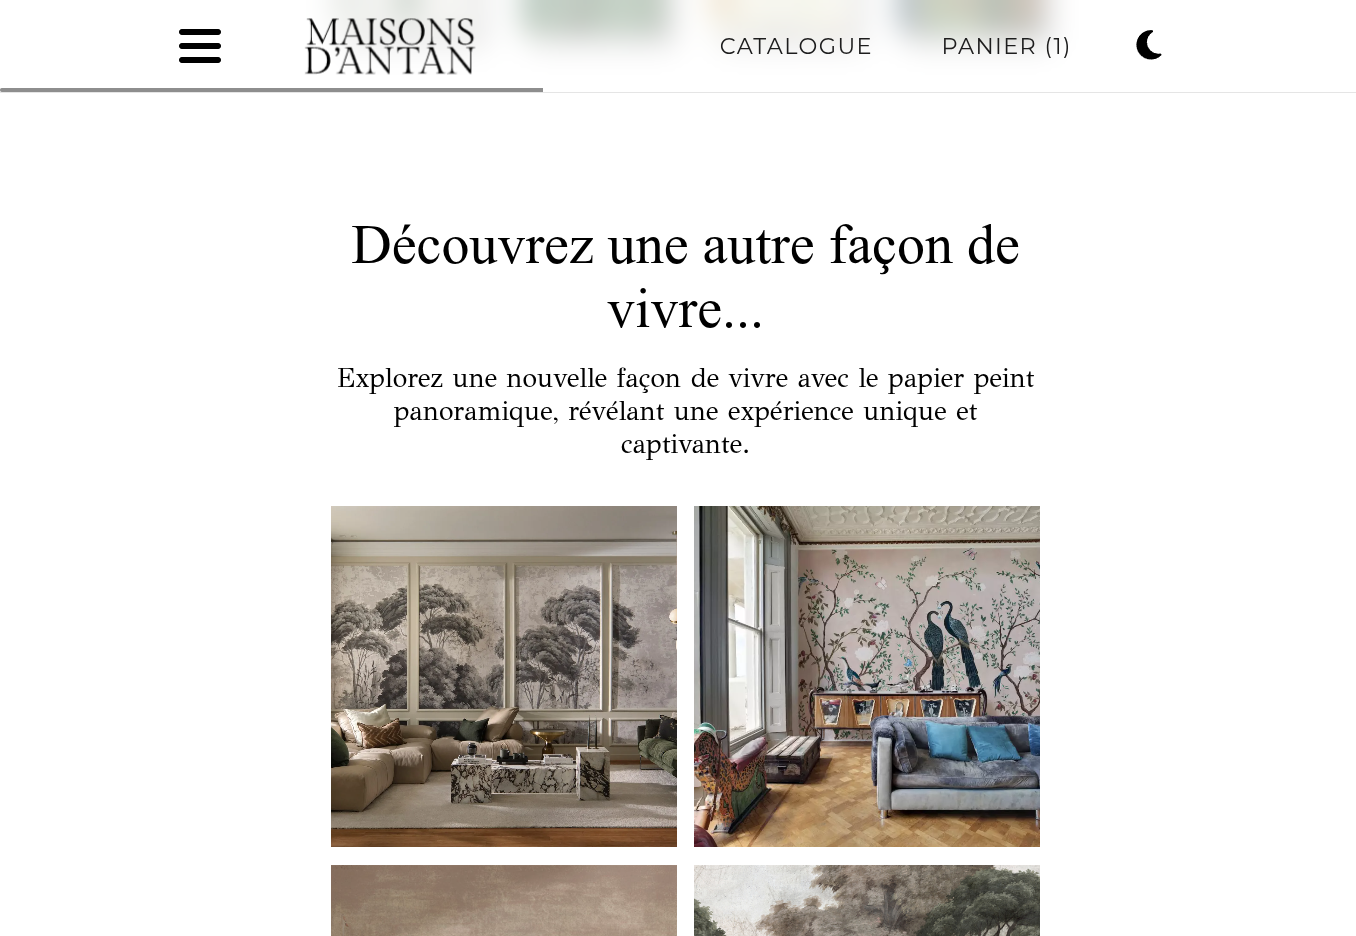 MAISONS
D'ANTAN
CATALOGUE
PANIER (1)
Découvrez une autre façon de
vivre...
Explorez une nouvelle façon de vivre avec le papier peint
panoramique, révélant une expérience unique et
captivante.